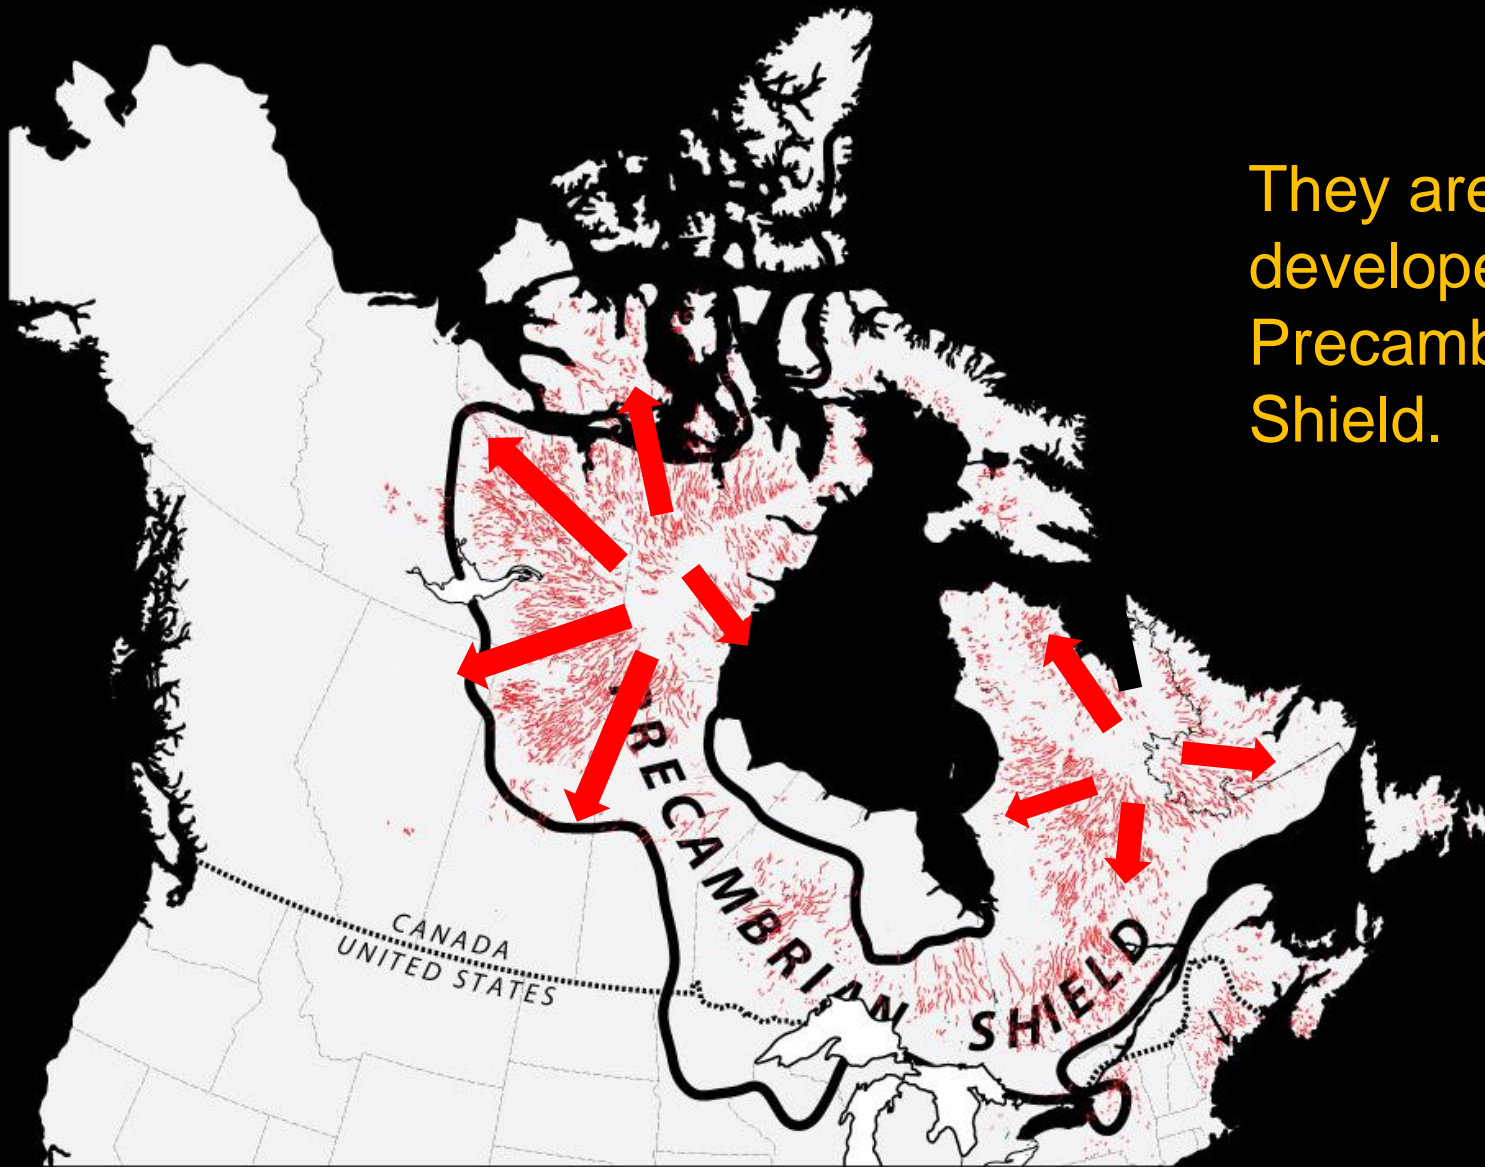 They are
develope
Precamb
Shield.
PRECAMBRIAN SHIELD
CANADA
UNITED STATES